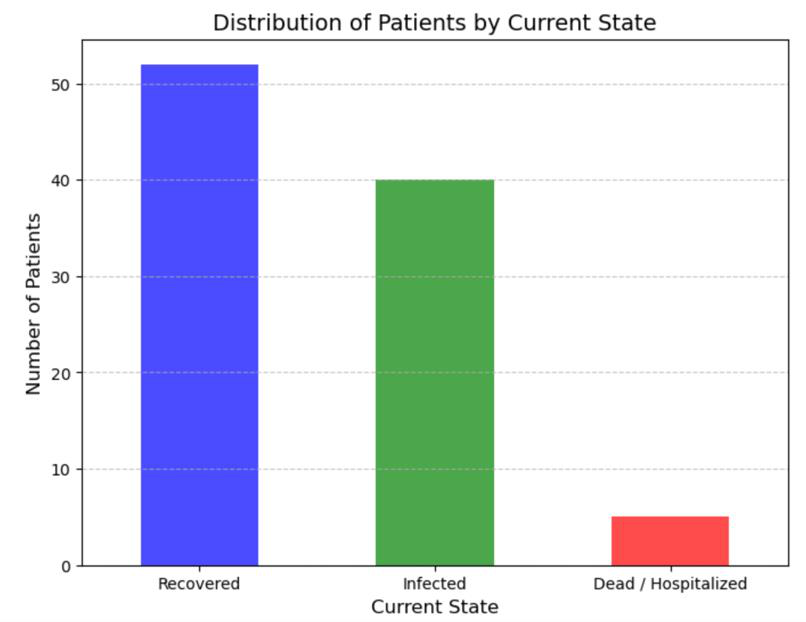 Distribution of Patients by Current State
Number of Patients
50
40
30
20
10
0
Recovered
Infected
Dead / Hospitalized
Current State